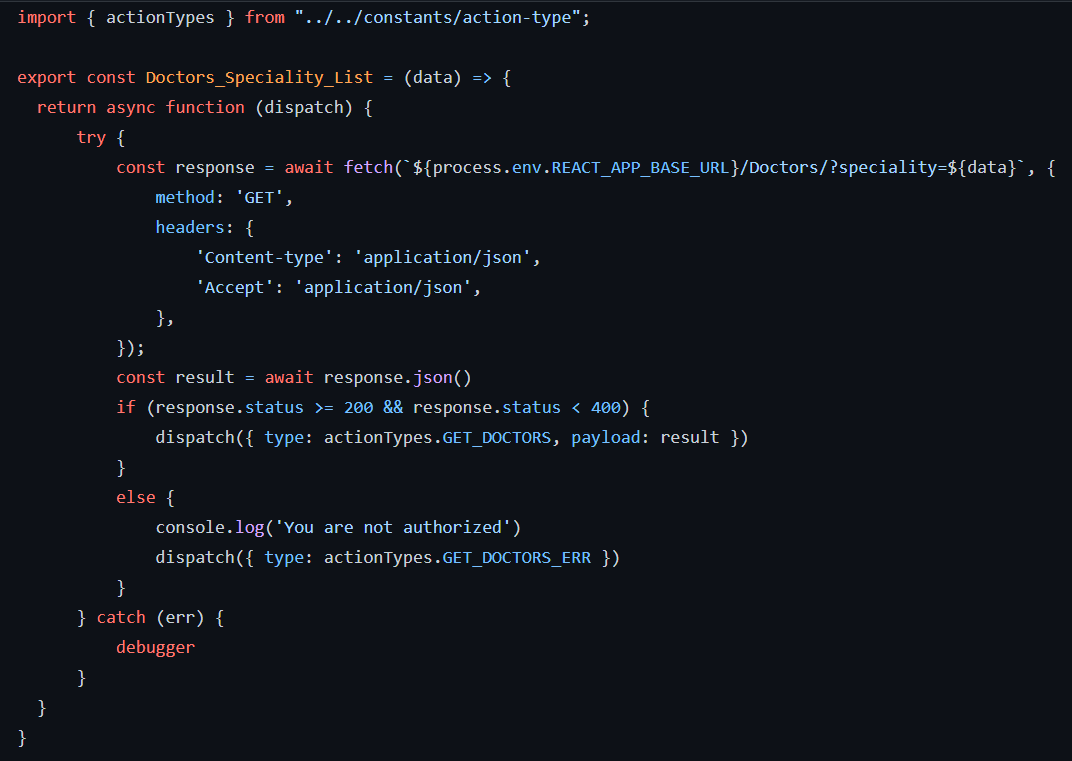 import { actionTypes } from "../../constants/action-type";

export const Doctors_Speciality_List = (data) => {
  return async function (dispatch) {
      try {
          const response = await fetch(`${process.env.REACT_APP_BASE_URL}/Doctors/?speciality=${data}`, {
              method: 'GET',
              headers: {
                  'Content-type': 'application/json',
                  'Accept': 'application/json',
              },
          });
          const result = await response.json()
          if (response.status >= 200 && response.status < 400) {
              dispatch({ type: actionTypes.GET_DOCTORS, payload: result })
          }
          else {
              console.log('You are not authorized')
              dispatch({ type: actionTypes.GET_DOCTORS_ERR })
          }
      } catch (err) {
          debugger
      }
  }
}